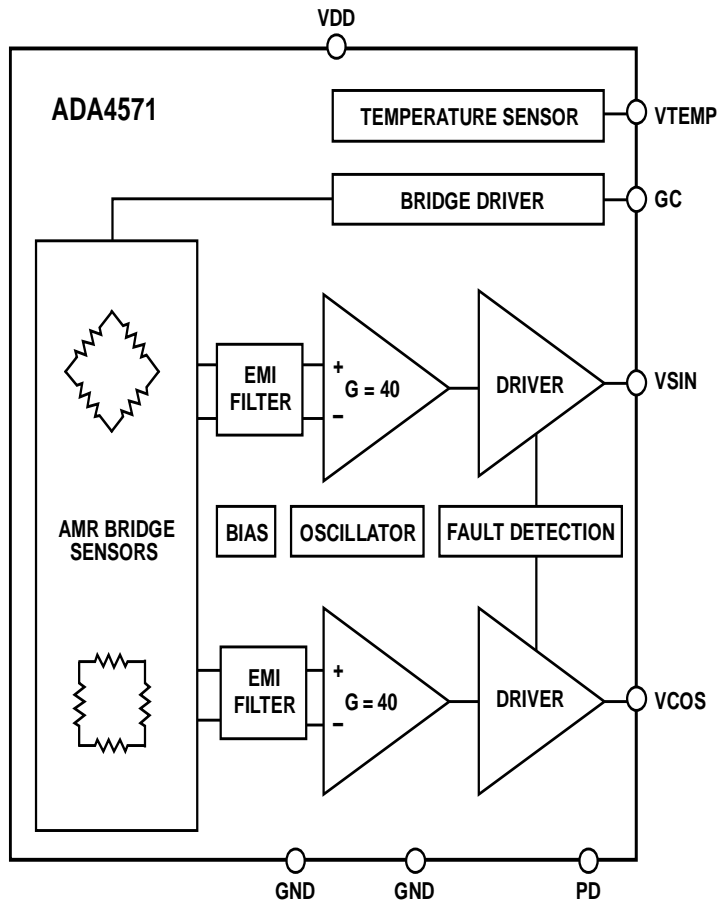 VDD
ADA4571
TEMPERATURE SENSOR
VTEMP
BRIDGE DRIVER
GC
EMI
FILTER
+
G = 40
–
DRIVER
VSIN
AMR BRIDGE
SENSORS
BIAS
OSCILLATOR
FAULT DETECTION
EMI
FILTER
+
G = 40
–
DRIVER
VCOS
GND
GND
PD